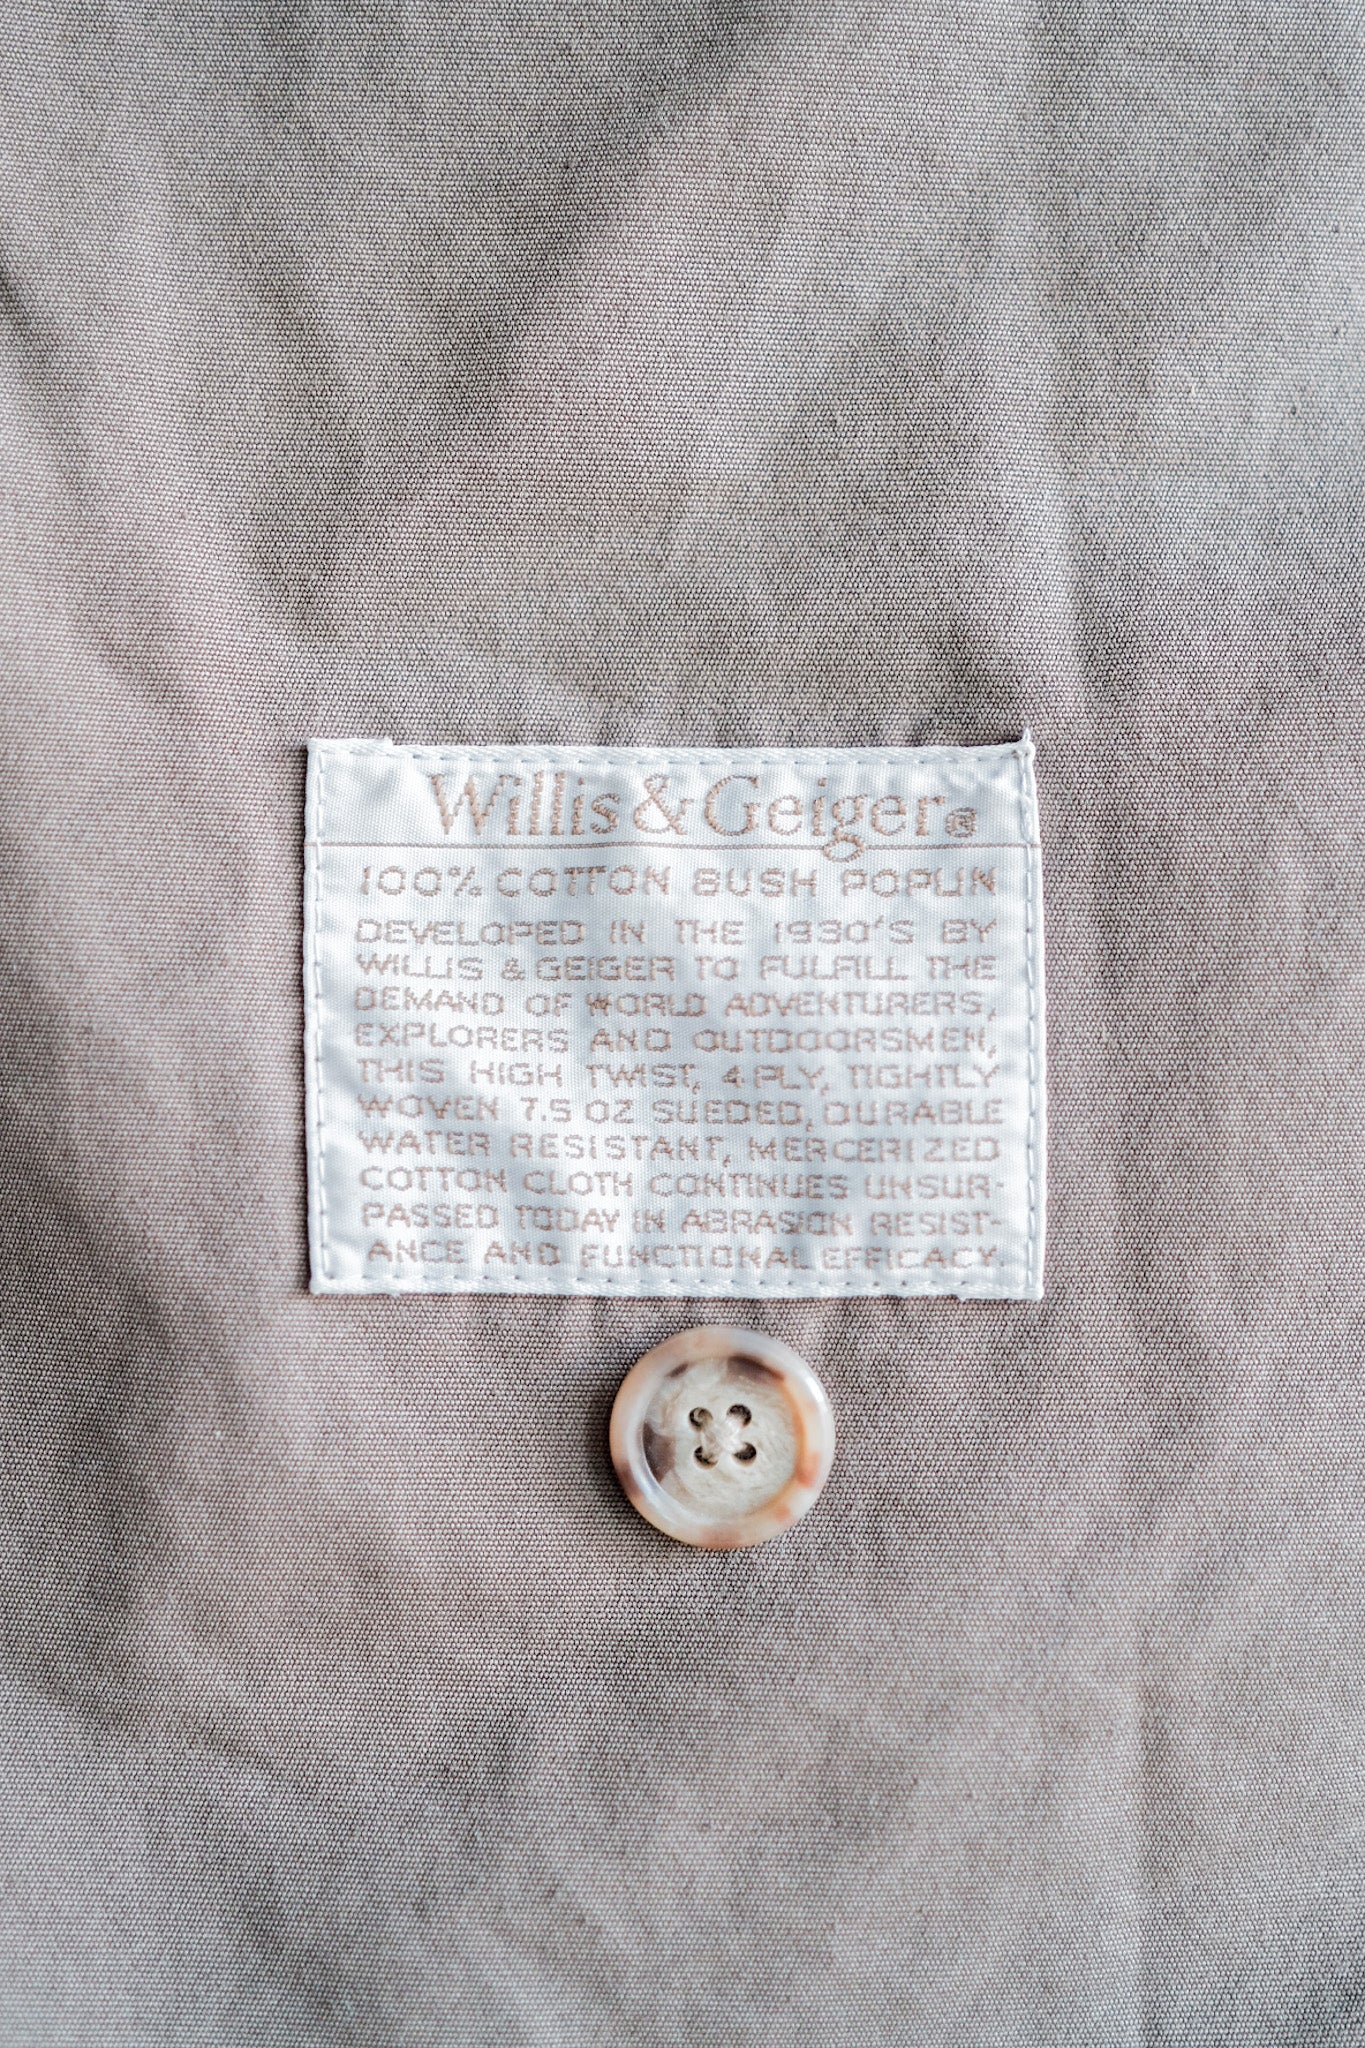 Willis & Geiger®
100% COTTON BUSH POPLIN
DEVELOPED IN THE 1930'S BY
WILLIS & GEIGER TO FULFILL THE
DEMAND OF WORLD ADVENTURERS,
EXPLORERS AND OUTDOORSMEN,
THIS HIGH TWIST, 4 PLY, TIGHTLY
WOVEN 7.5 OZ SUEDED, DURABLE
WATER RESISTANT, MERCERIZED
COTTON CLOTH CONTINUES UNSUR-
PASSED TODAY IN ABRASION RESIST-
ANCE AND FUNCTIONAL EFFICACY.